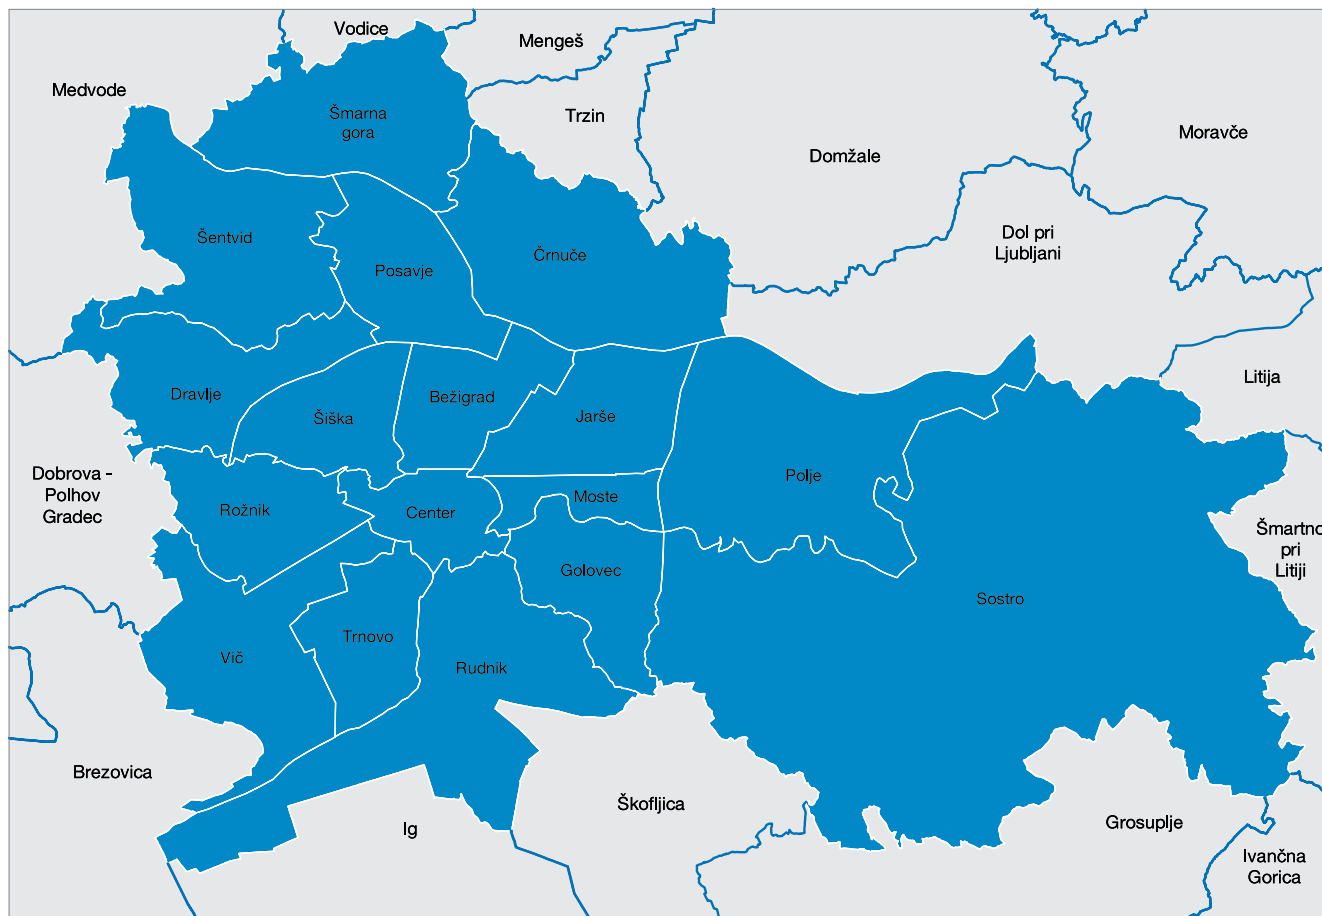 Vodice
Mengeš
Medvode
Šmarna
gora
Trzin
Moravče
Domžale
Šentvid
Dol pri
Ljubljani
Črnuče
Posavje
Litija
Dravlje
Bežigrad
Šiška
Jarše
Dobrova -
Polhov
Gradec
Polje
Moste
Rožnik
Center
Šmartno
pri
Litiji
Golovec
Sostro
Trnovo
Vič
Rudnik
Brezovica
Škofljica
Ig
Grosuplje
Ivančna
Gorica